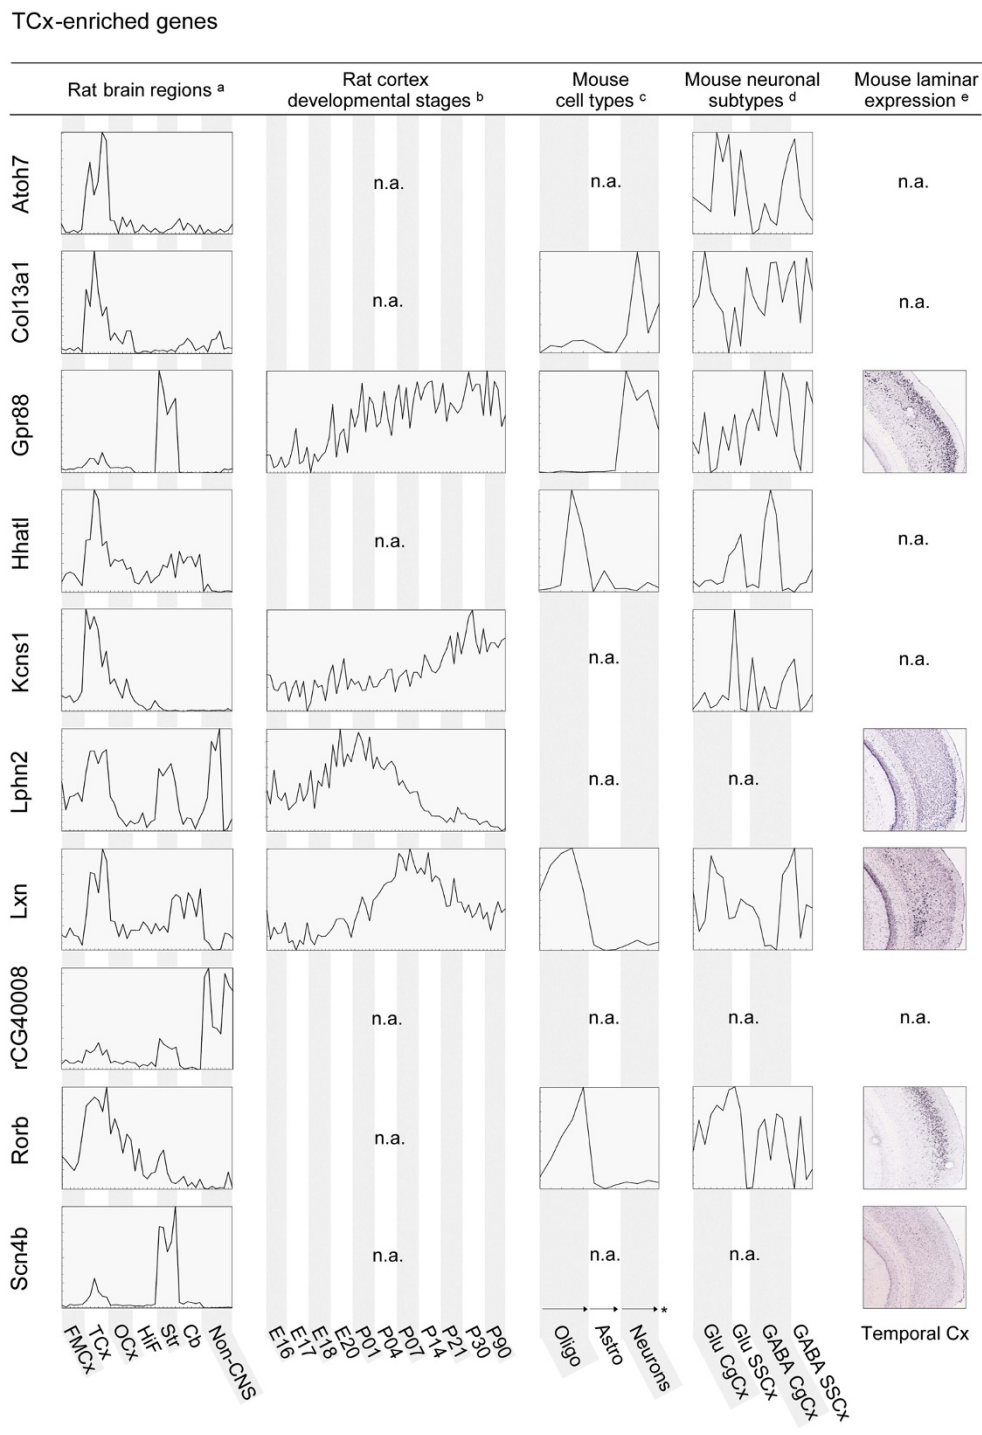 TCx-enriched genes
Rat brain regions a
Rat cortex
developmental stages b
Mouse
cell types c
Mouse neuronal
subtypes d
Mouse laminar
expression e
Atoh7
n.a.
n.a.
n.a.
Col13a1
n.a.
n.a.
Gpr88
Hhatl
n.a.
n.a.
Kcns1
n.a.
n.a.
Lphn2
n.a.
n.a.
Lxn
rCG40008
n.a.
n.a.
n.a.
n.a.
Rorb
n.a.
Scn4b
n.a.
n.a.
n.a.
*
FMCx
TCx
OCx
HiF
Str
Cb
Non-CNS
E16
E17
E18
E20
P01
P04
P07
P14
P21
P30
P90
Oligo
Astro
Neurons
Glu CgCx
Glu SSCx
GABA CgCx
GABA SSCx
Temporal Cx